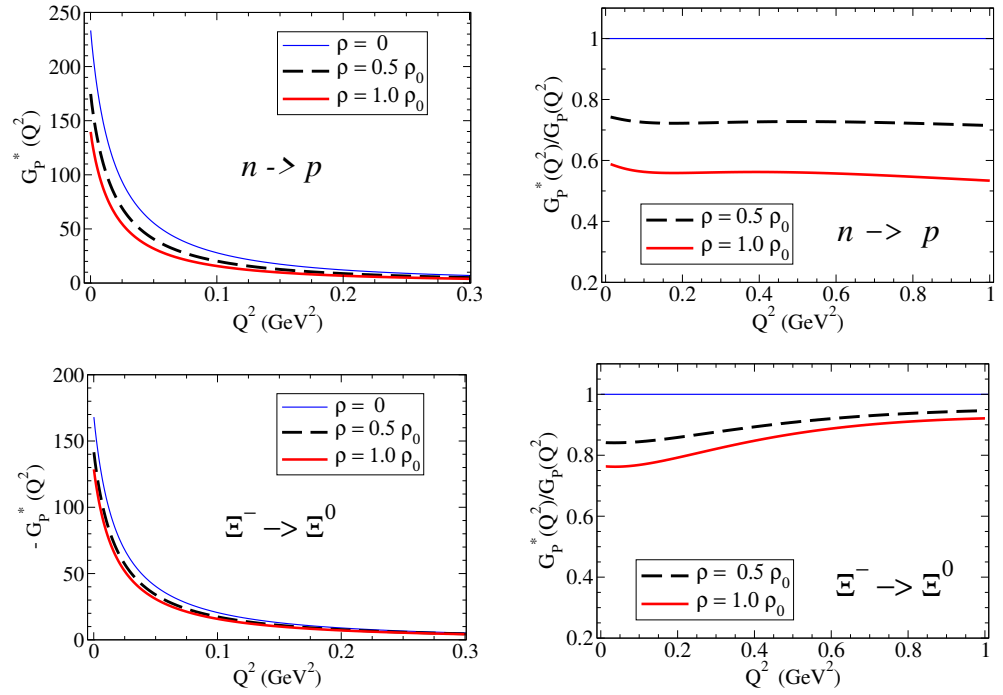 250
200
150
100
50
0
G_P^* (Q^2)
ρ = 0
ρ = 0.5 ρ_0
ρ = 1.0 ρ_0
n -> p
0
0.1
0.2
0.3
Q^2 (GeV^2)
1
0.8
0.6
0.4
0.2
G_P^*(Q^2)/G_P(Q^2)
ρ = 0.5 ρ_0
ρ = 1.0 ρ_0
n −> p
0
0.2
0.4
0.6
0.8
1
Q^2 (GeV^2)
200
150
100
50
0
- G_P^* (Q^2)
ρ = 0
ρ = 0.5 ρ_0
ρ = 1.0 ρ_0
Ξ^− −> Ξ^0
0
0.1
0.2
0.3
Q^2 (GeV^2)
1
0.8
0.6
0.4
0.2
G_P^*(Q^2)/G_P(Q^2)
ρ = 0.5 ρ_0
ρ = 1.0 ρ_0
Ξ^− −> Ξ^0
0
0.2
0.4
0.6
0.8
1
Q^2 (GeV^2)